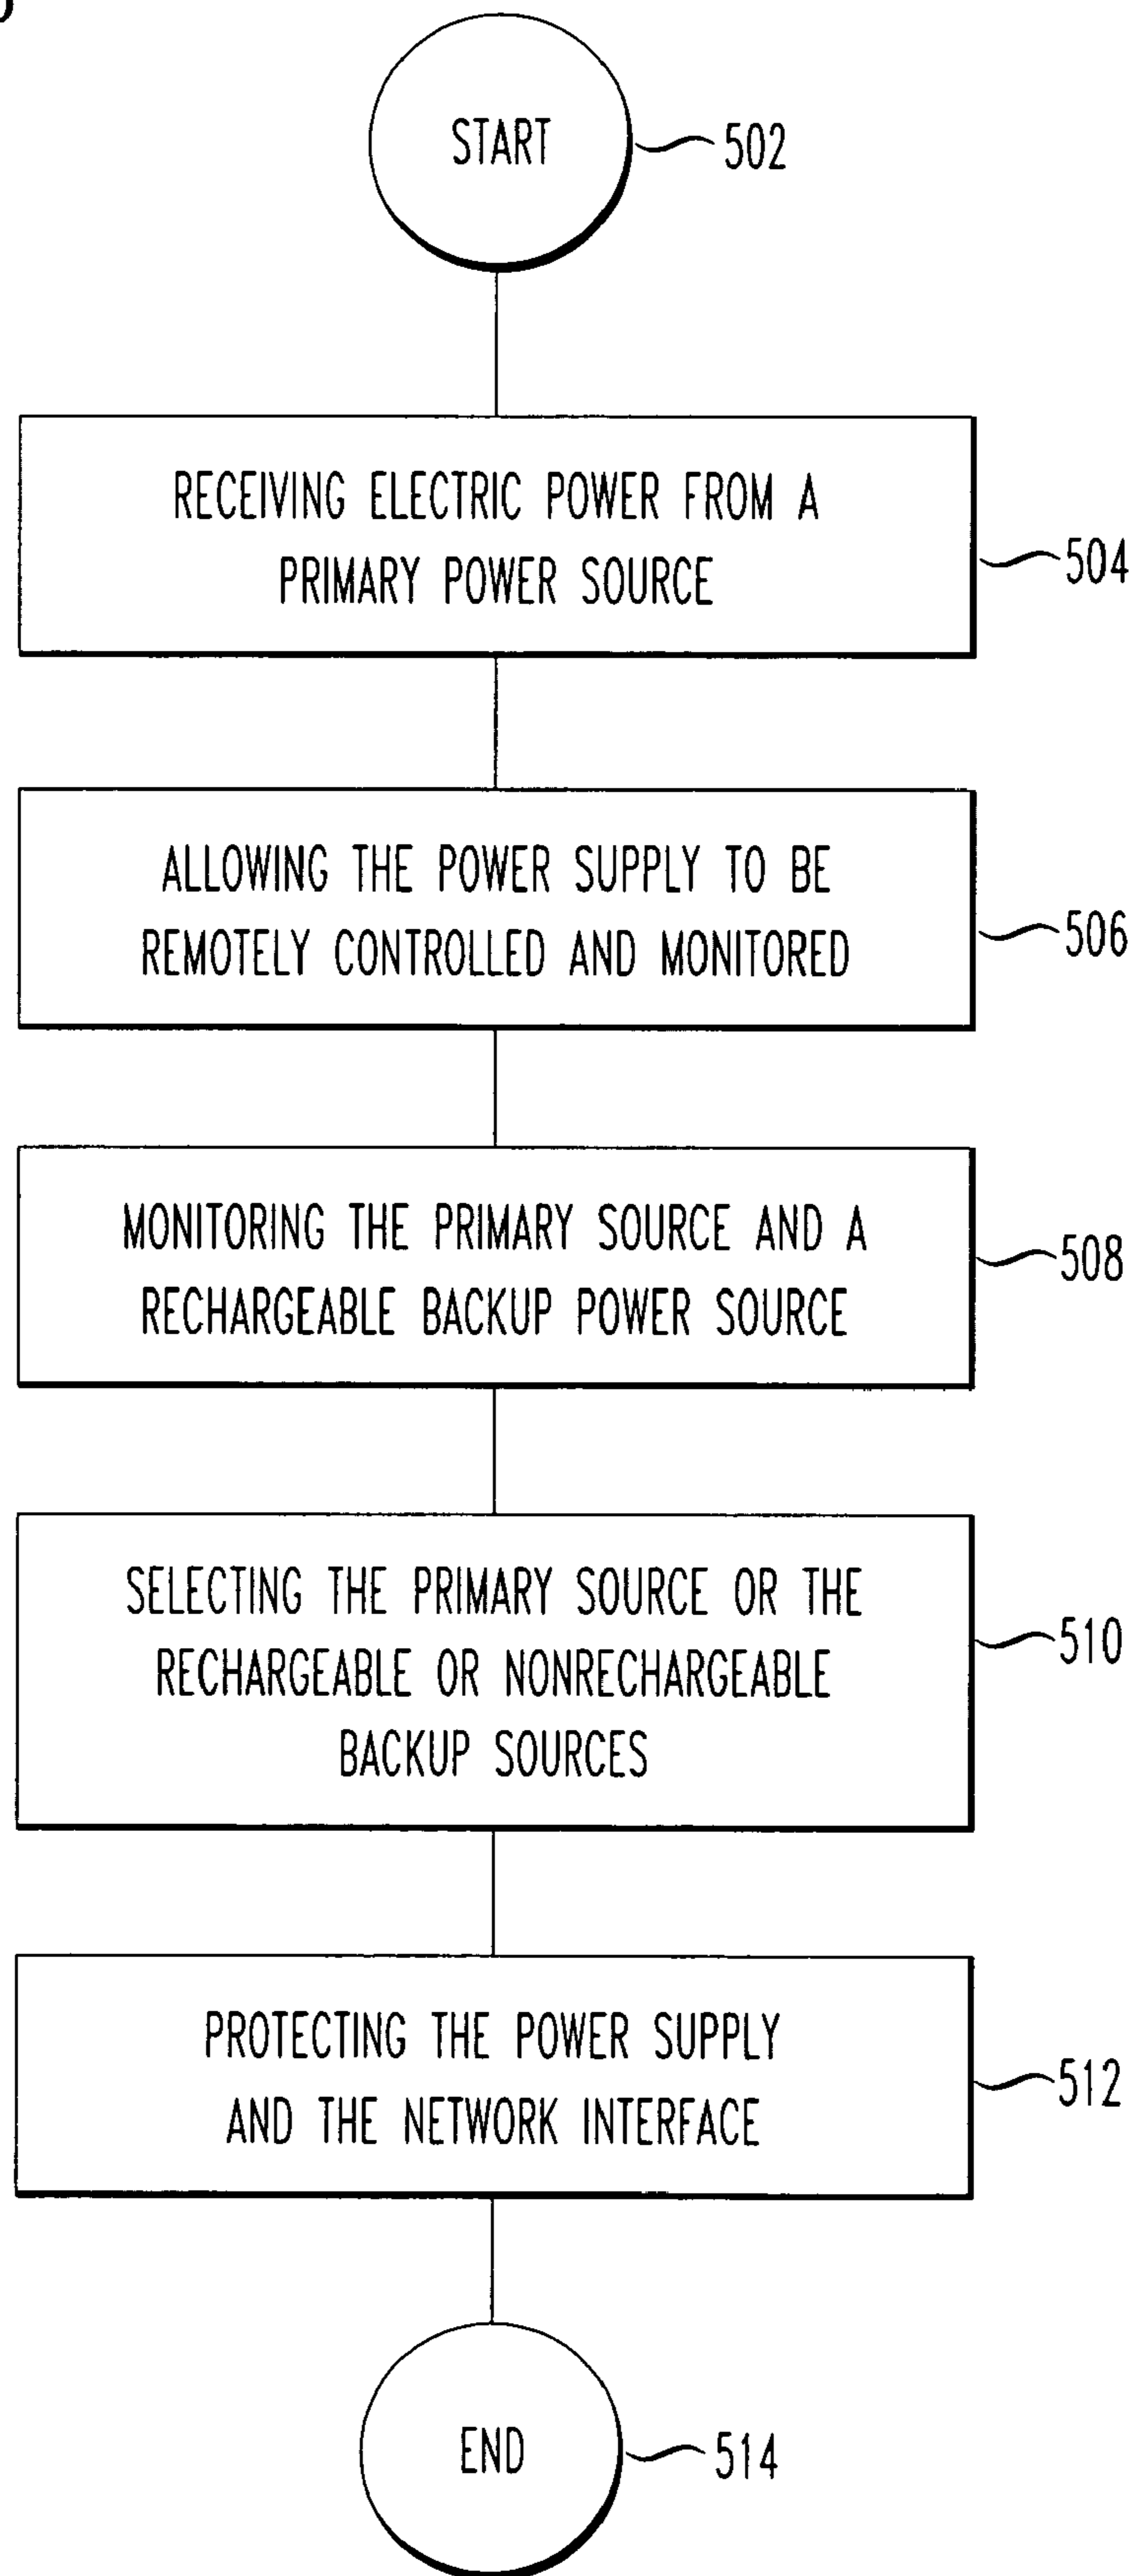 START
502
RECEIVING ELECTRIC POWER FROM A
PRIMARY POWER SOURCE
504
ALLOWING THE POWER SUPPLY TO BE
REMOTELY CONTROLLED AND MONITORED
506
MONITORING THE PRIMARY SOURCE AND A
RECHARGEABLE BACKUP POWER SOURCE
508
SELECTING THE PRIMARY SOURCE OR THE
RECHARGEABLE OR NONRECHARGEABLE
BACKUP SOURCES
510
PROTECTING THE POWER SUPPLY
AND THE NETWORK INTERFACE
512
END
514